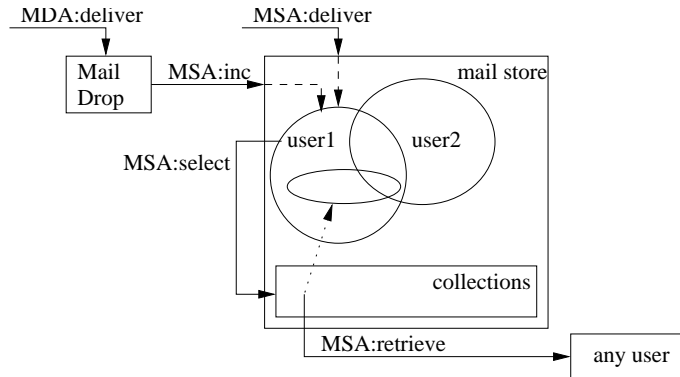 MDA:deliver
MSA:deliver
Mail
Drop
MSA:inc
mail store
user1
user2
MSA:select
collections
MSA:retrieve
any user